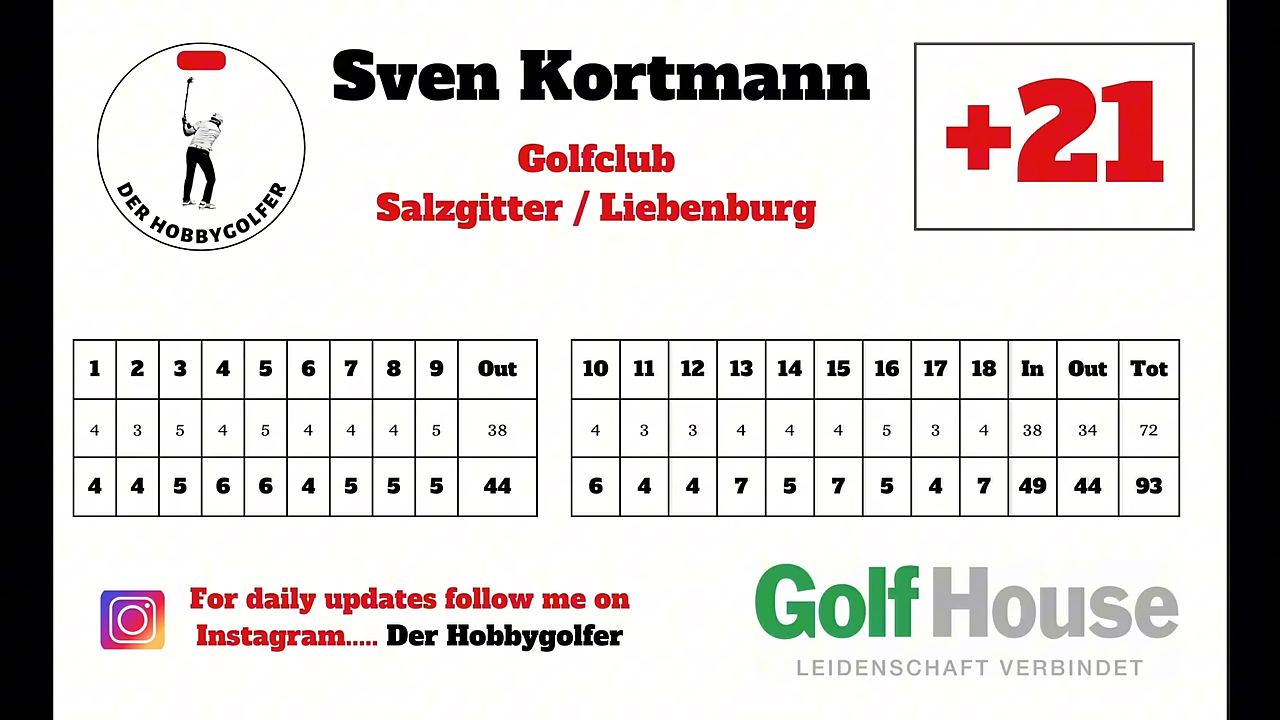 DER HOBBYGOLFER
Sven Kortmann
Golfclub
Salzgitter / Liebenburg
+21
1 2 3 4 5 6 7 8 9 Out
4 3 5 4 5 4 4 4 5 38
4 4 5 6 6 4 5 5 5 44
10 11 12 13 14 15 16 17 18 In Out Tot
4 3 3 4 4 4 5 3 4 38 34 72
6 4 4 7 5 7 5 4 7 49 44 93
For daily updates follow me on
Instagram..... Der Hobbygolfer
Golf House
LEIDENSCHAFT VERBINDET